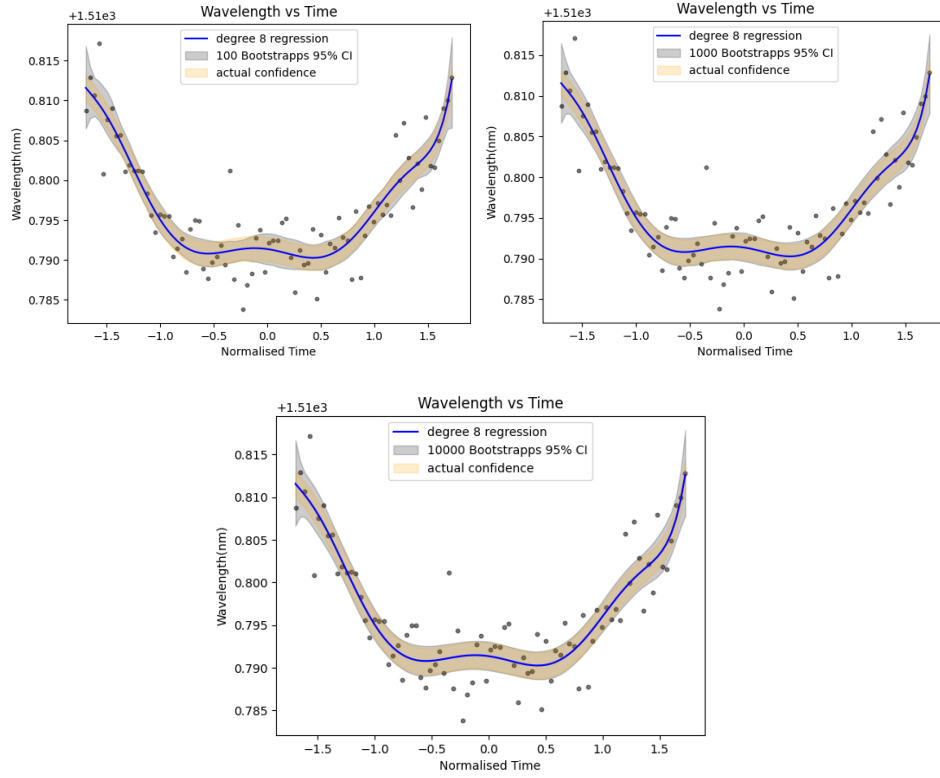 Wavelength vs Time
+1.51e3
degree 8 regression
100 Bootstrapps 95% CI
actual confidence
0.815
0.810
0.805
0.800
0.795
0.790
0.785
Wavelength(nm)
−1.5 −1.0 −0.5 0.0 0.5 1.0 1.5
Normalised Time
Wavelength vs Time
+1.51e3
degree 8 regression
1000 Bootstrapps 95% CI
actual confidence
0.815
0.810
0.805
0.800
0.795
0.790
0.785
Wavelength(nm)
−1.5 −1.0 −0.5 0.0 0.5 1.0 1.5
Normalised Time
Wavelength vs Time
+1.51e3
degree 8 regression
10000 Bootstrapps 95% CI
actual confidence
0.815
0.810
0.805
0.800
0.795
0.790
0.785
Wavelength(nm)
−1.5 −1.0 −0.5 0.0 0.5 1.0 1.5
Normalised Time